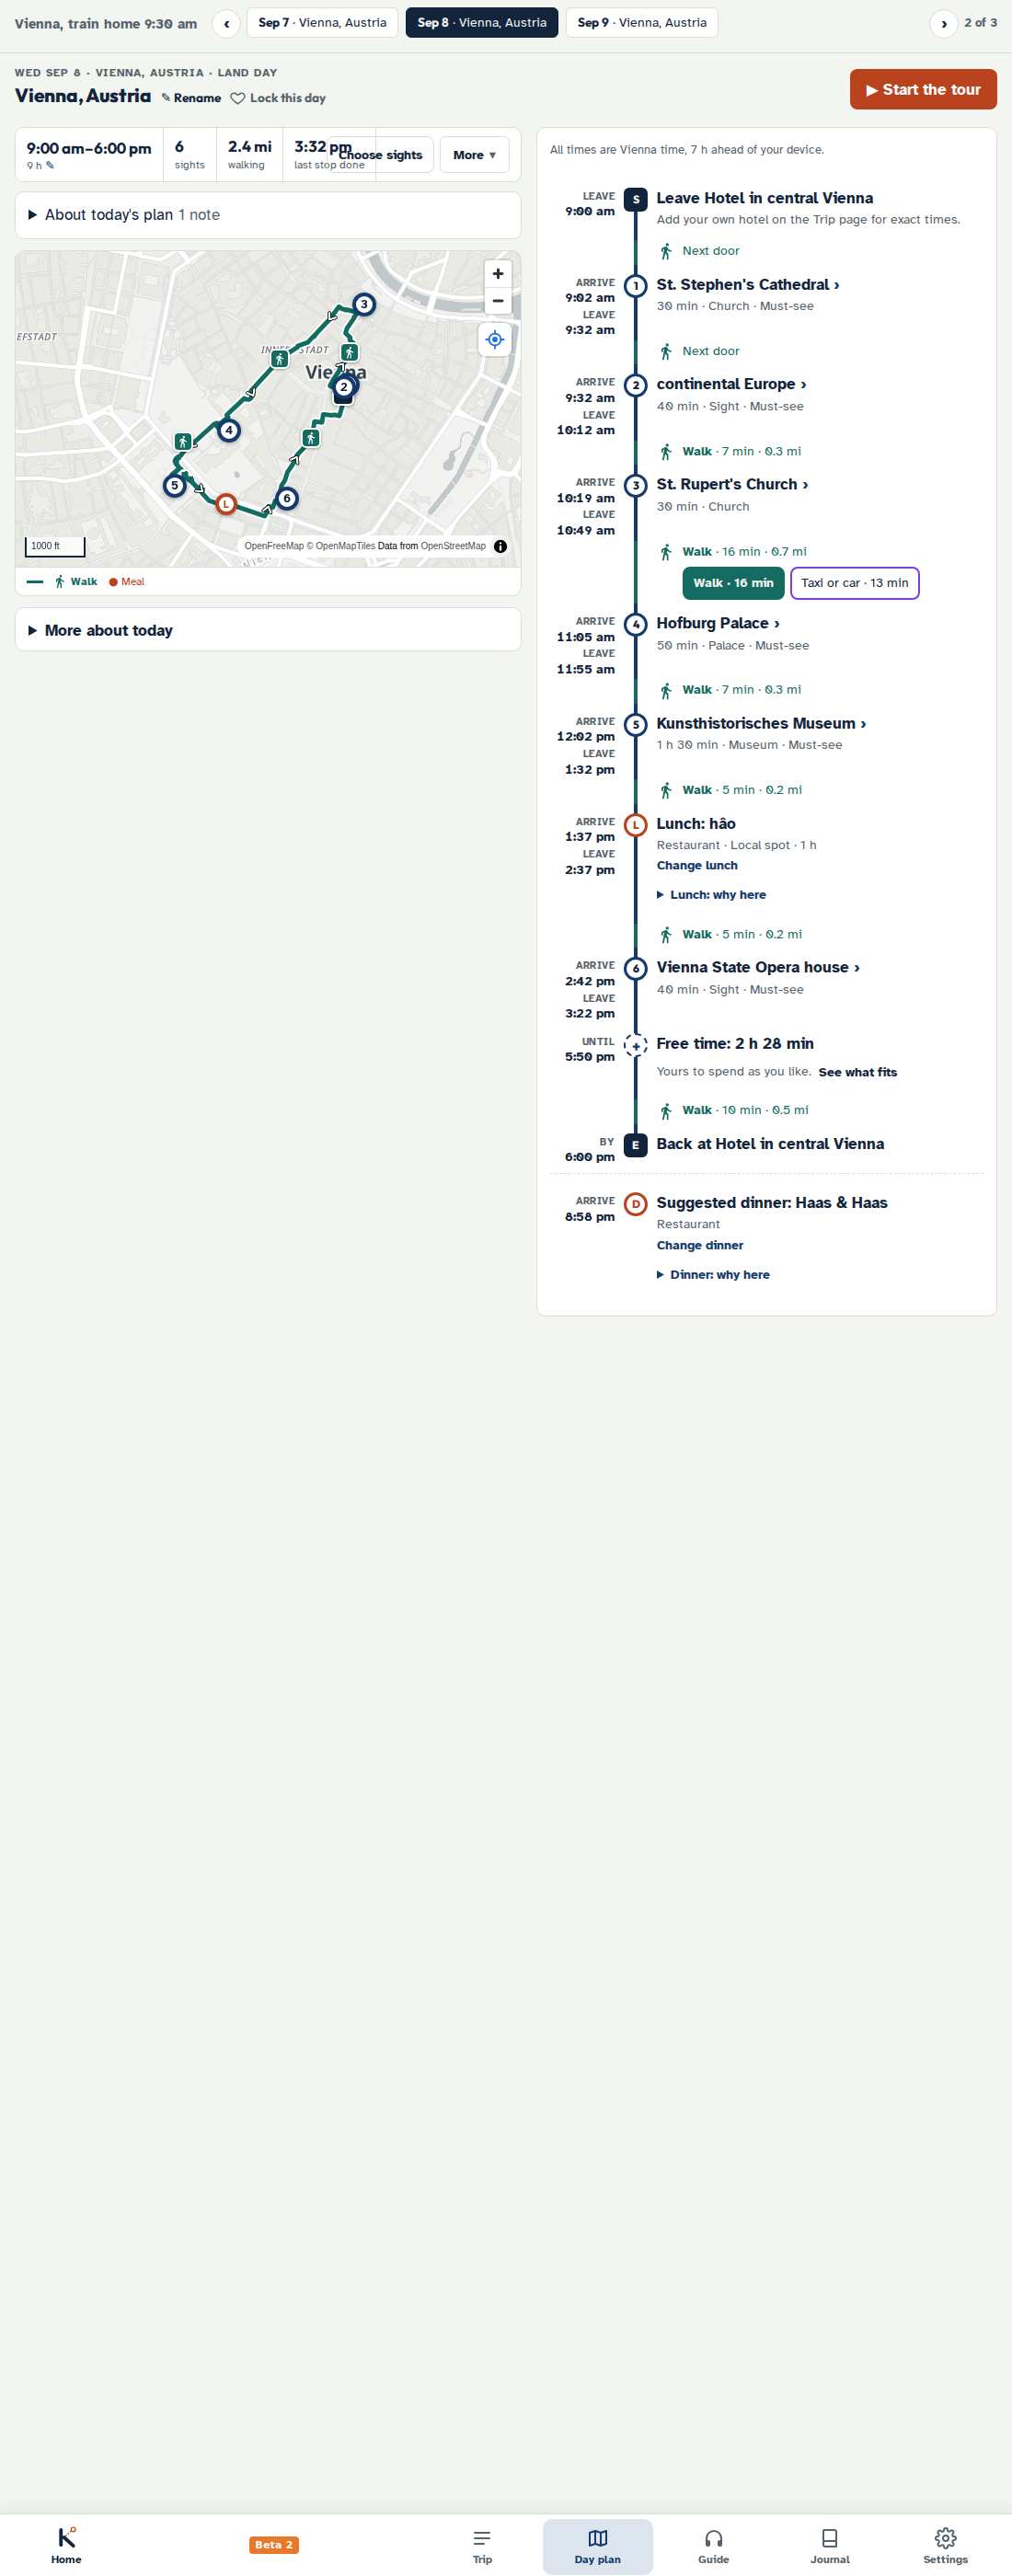 Vienna, train home 9:30 am
‹
Sep 7 · Vienna, Austria
Sep 8 · Vienna, Austria
Sep 9 · Vienna, Austria
›
2 of 3
WED SEP 8 · VIENNA, AUSTRIA · LAND DAY
Vienna, Austria
✎ Rename
Lock this day
▶ Start the tour
9:00 am–6:00 pm
9 h ✎
6
sights
2.4 mi
walking
3:32 pm
last stop done
Choose sights
More ▼
▶ About today's plan 1 note
EFSTADT
INNERE STADT
Vienna
3
2
4
5
L
6
+
−
1000 ft
OpenFreeMap © OpenMapTiles Data from OpenStreetMap
Walk
Meal
▶ More about today
All times are Vienna time, 7 h ahead of your device.
LEAVE
9:00 am
S
Leave Hotel in central Vienna
Add your own hotel on the Trip page for exact times.
Next door
ARRIVE
9:02 am
LEAVE
9:32 am
1
St. Stephen's Cathedral ›
30 min · Church · Must-see
Next door
ARRIVE
9:32 am
LEAVE
10:12 am
2
continental Europe ›
40 min · Sight · Must-see
Walk · 7 min · 0.3 mi
ARRIVE
10:19 am
LEAVE
10:49 am
3
St. Rupert's Church ›
30 min · Church
Walk · 16 min · 0.7 mi
Walk · 16 min
Taxi or car · 13 min
ARRIVE
11:05 am
LEAVE
11:55 am
4
Hofburg Palace ›
50 min · Palace · Must-see
Walk · 7 min · 0.3 mi
ARRIVE
12:02 pm
LEAVE
1:32 pm
5
Kunsthistorisches Museum ›
1 h 30 min · Museum · Must-see
Walk · 5 min · 0.2 mi
ARRIVE
1:37 pm
LEAVE
2:37 pm
L
Lunch: hâo
Restaurant · Local spot · 1 h
Change lunch
▶ Lunch: why here
Walk · 5 min · 0.2 mi
ARRIVE
2:42 pm
LEAVE
3:22 pm
6
Vienna State Opera house ›
40 min · Sight · Must-see
UNTIL
5:50 pm
+
Free time: 2 h 28 min
Yours to spend as you like. See what fits
Walk · 10 min · 0.5 mi
BY
6:00 pm
E
Back at Hotel in central Vienna
ARRIVE
8:58 pm
D
Suggested dinner: Haas & Haas
Restaurant
Change dinner
▶ Dinner: why here
Home
Beta 2
Trip
Day plan
Guide
Journal
Settings